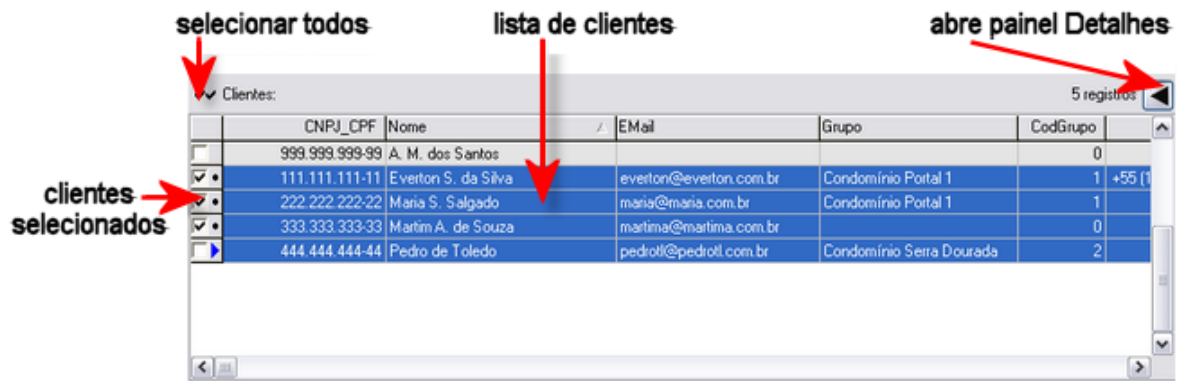 selecionar todos lista de clientes abre painel Detalhes
Clientes: 5 registros
CNPJ_CPF Nome EMail Grupo CodGrupo
999.999.999-99 A. M. dos Santos 0
111.111.111-11 Everton S. da Silva everton@everton.com.br Condomínio Portal 1 1 +55 (1
222.222.222-22 Maria S. Salgado maria@maria.com.br Condomínio Portal 1 1
333.333.333-33 Martim A. de Souza martima@martima.com.br 0
444.444.444-44 Pedro de Toledo pedrotl@pedrotl.com.br Condomínio Serra Dourada 2
clientes
selecionados